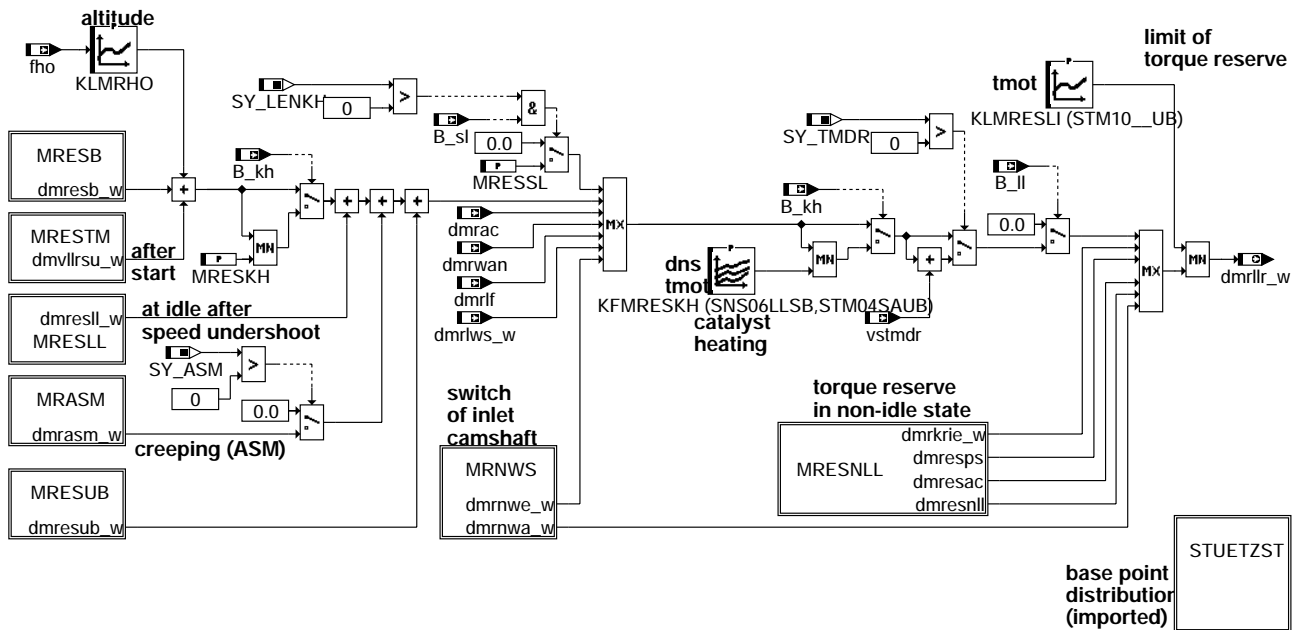 altitude
P
fho
KLMRHO
limit of
torque reserve
tmot
P
KLMRESLI (STM10__UB)
SY_LENKH
0
>
&
B_sl
0.0
P
MRESSL
SY_TMDR
0
>
MRESB
dmresb_w
+
B_kh
MRESTM
dmvllrsu_w
after
start
P
MRESKH
MN
+
+
+
dmrac
dmrwan
dmrlf
dmrlws_w
MX
B_kh
dns
tmot
P
MN
KFMRESKH (SNS06LLSB,STM04SAUB)
catalyst
heating
+
vstmdr
B_ll
0.0
MX
MN
dmrllr_w
dmresll_w
MRESLL
at idle after
speed undershoot
SY_ASM
>
0
0.0
MRASM
dmrasm_w
creeping (ASM)
MRESUB
dmresub_w
switch
of inlet
camshaft
MRNWS
dmrnwe_w
dmrnwa_w
torque reserve
in non-idle state
MRESNLL
dmrkrie_w
dmresps
dmresac
dmresnll
STUETZST
base point
distribution
(imported)